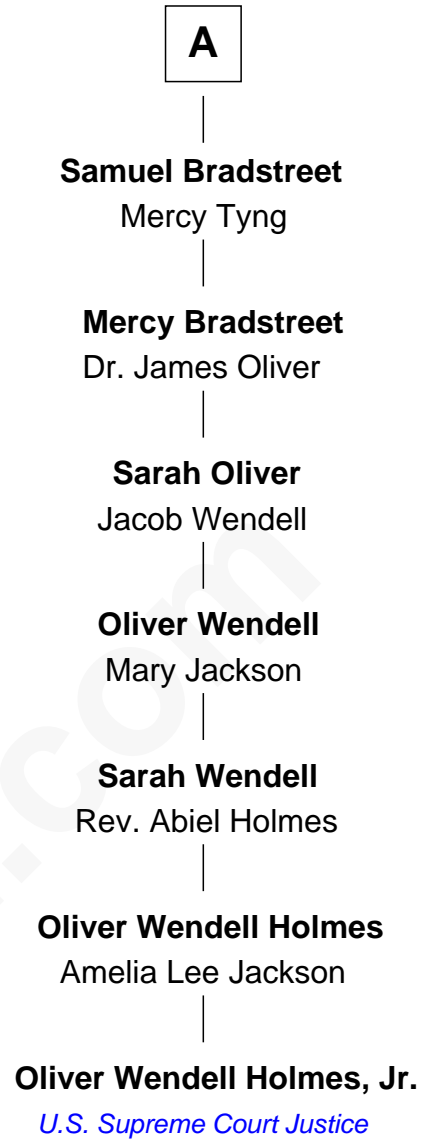 A
Samuel Bradstreet
Mercy Tyng
Mercy Bradstreet
Dr. James Oliver
Sarah Oliver
Jacob Wendell
Oliver Wendell
Mary Jackson
Sarah Wendell
Rev. Abiel Holmes
Oliver Wendell Holmes
Amelia Lee Jackson
Oliver Wendell Holmes, Jr.
U.S. Supreme Court Justice
.com